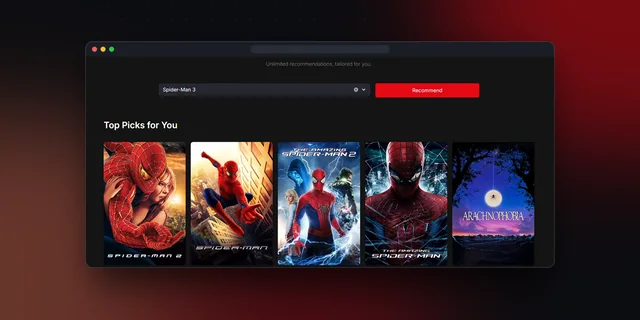 Unlimited recommendations, tailored for you.
Spider-Man 3
Recommend
Top Picks for You
SPIDER-MAN 2
SPIDER-MAN
THE AMAZING
SPIDER-MAN 2
THE AMAZING
SPIDER-MAN
ARACHNOPHOBIA